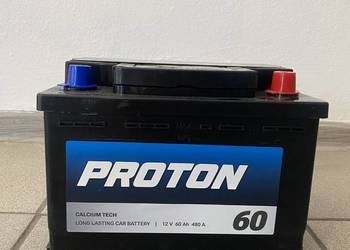 PROTON
CALCIUM TECH
LONG LASTING CAR BATTERY | 12 V 60 Ah 480 A
60